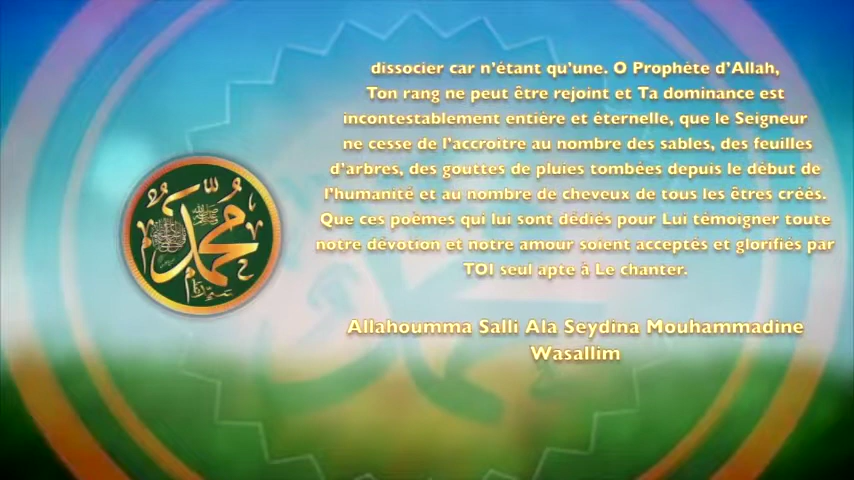 dissocier car n'étant qu'une. O Prophète d'Allah,
Ton rang ne peut être rejoint et Ta dominance est
incontestablement entière et éternelle, que le Seigneur
ne cesse de l'accroître au nombre des sables, des feuilles
d'arbres, des gouttes de pluies tombées depuis le début de
l'humanité et au nombre de cheveux de tous les êtres créés.
Que ces poèmes qui lui sont dédiés pour Lui témoigner toute
notre dévotion et notre amour soient acceptés et glorifiés par
TOI seul apte à Le chanter.
Allahoumma Salli Ala Seydina Mouhammadine
Wasallim
محمد